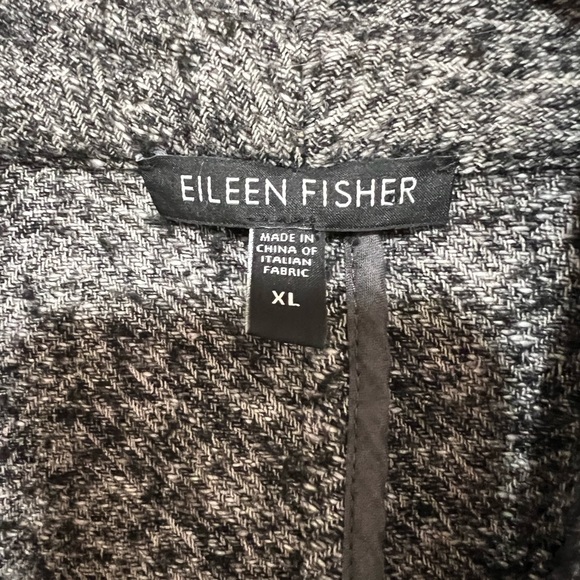 EILEEN FISHER
MADE IN
CHINA OF
ITALIAN
FABRIC
XL